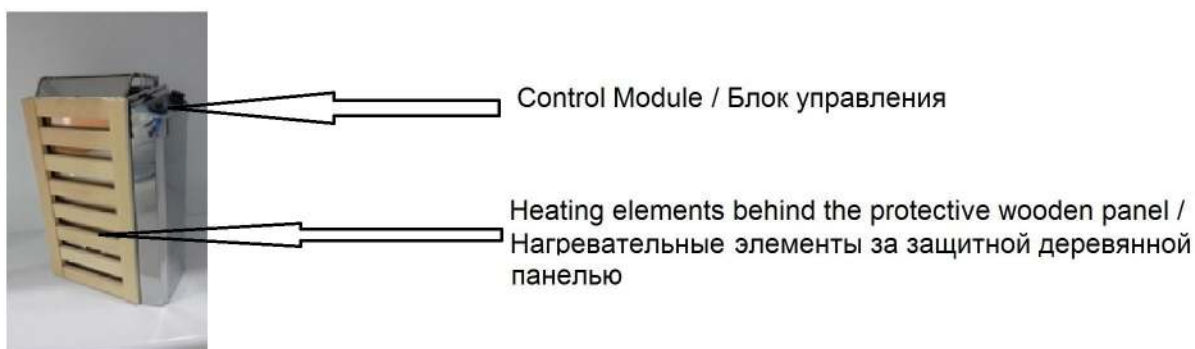 Control Module / Блок управления
Heating elements behind the protective wooden panel /
Нагревательные элементы за защитной деревянной
панелью